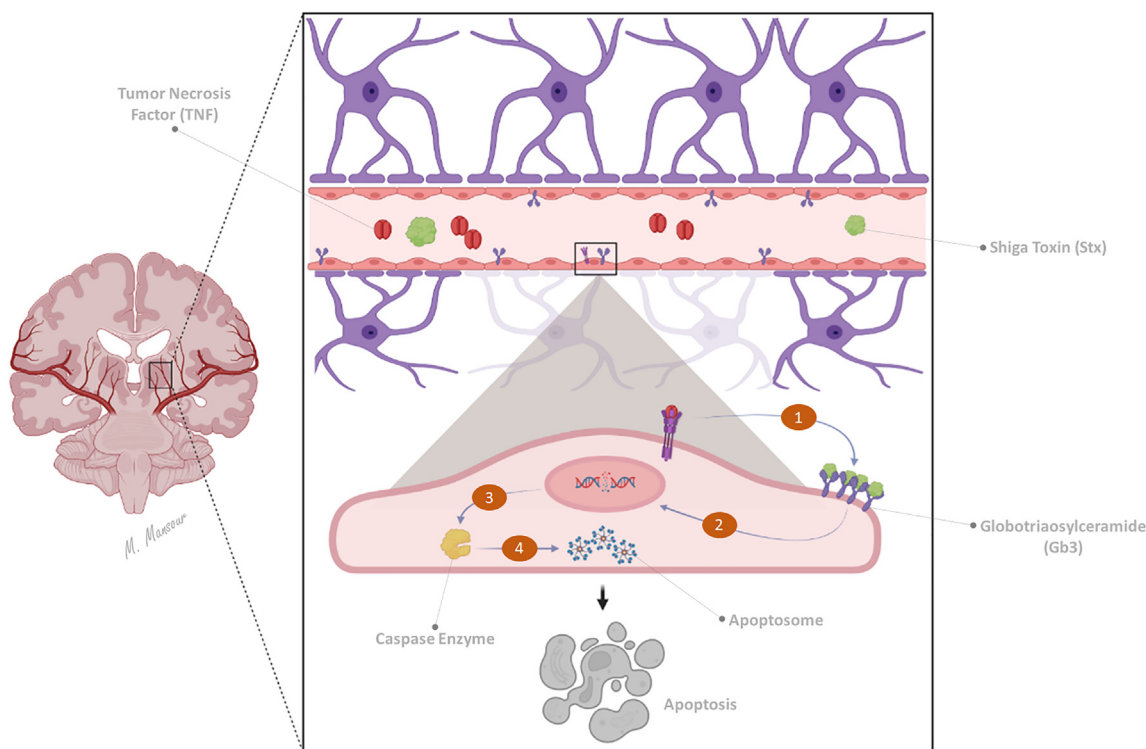 Tumor Necrosis
Factor (TNF)
Shiga Toxin (Stx)
1
Globotriaosylceramide
(Gb3)
2
3
4
Caspase Enzyme
Apoptosome
Apoptosis
M. Mansour